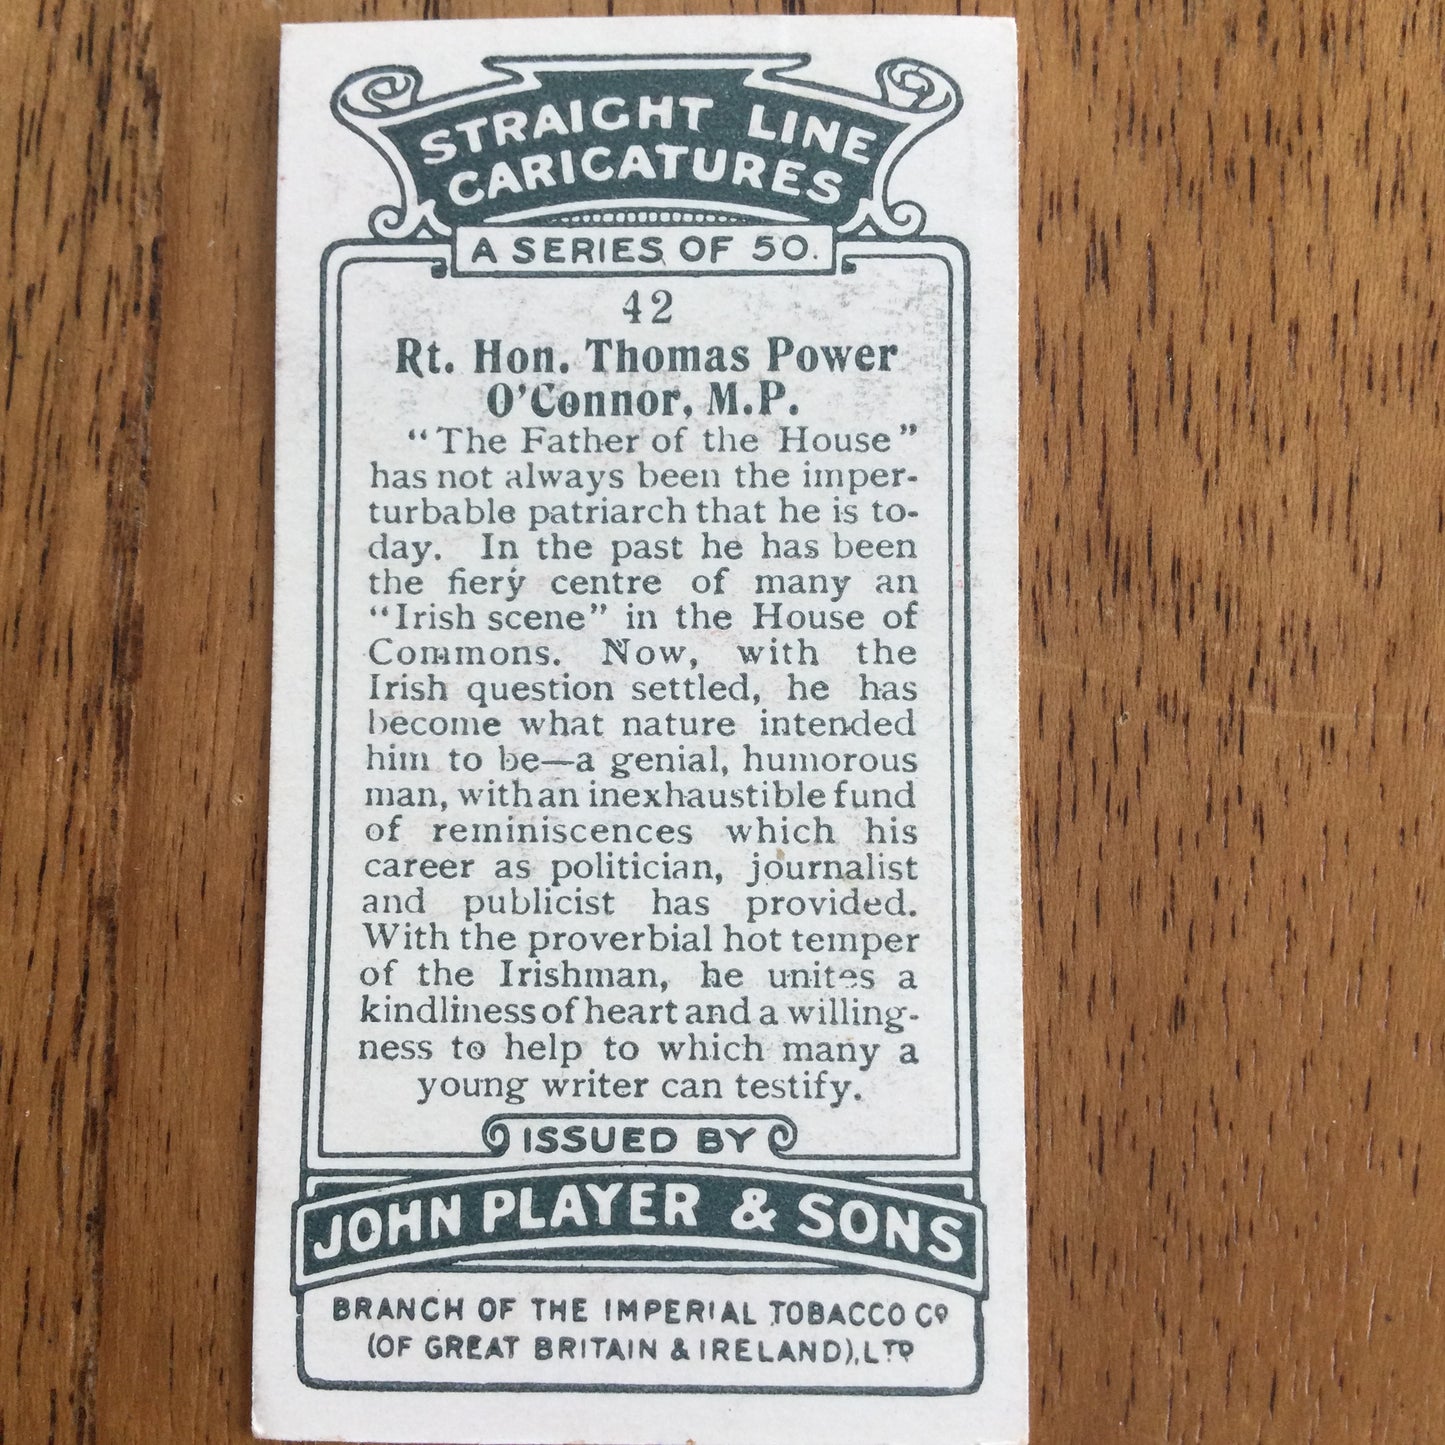 STRAIGHT LINE
CARICATURES
A SERIES OF 50.
42
Rt. Hon. Thomas Power
O'Connor, M.P.
"The Father of the House"
has not always been the imper-
turbable patriarch that he is to-
day. In the past he has been
the fiery centre of many an
"Irish scene" in the House of
Commons. Now, with the
Irish question settled, he has
become what nature intended
him to be—a genial, humorous
man, with an inexhaustible fund
of reminiscences which his
career as politician, journalist
and publicist has provided.
With the proverbial hot temper
of the Irishman, he unites a
kindliness of heart and a willing-
ness to help to which many a
young writer can testify.
ISSUED BY
JOHN PLAYER & SONS
BRANCH OF THE IMPERIAL TOBACCO CO
(OF GREAT BRITAIN & IRELAND), LTD